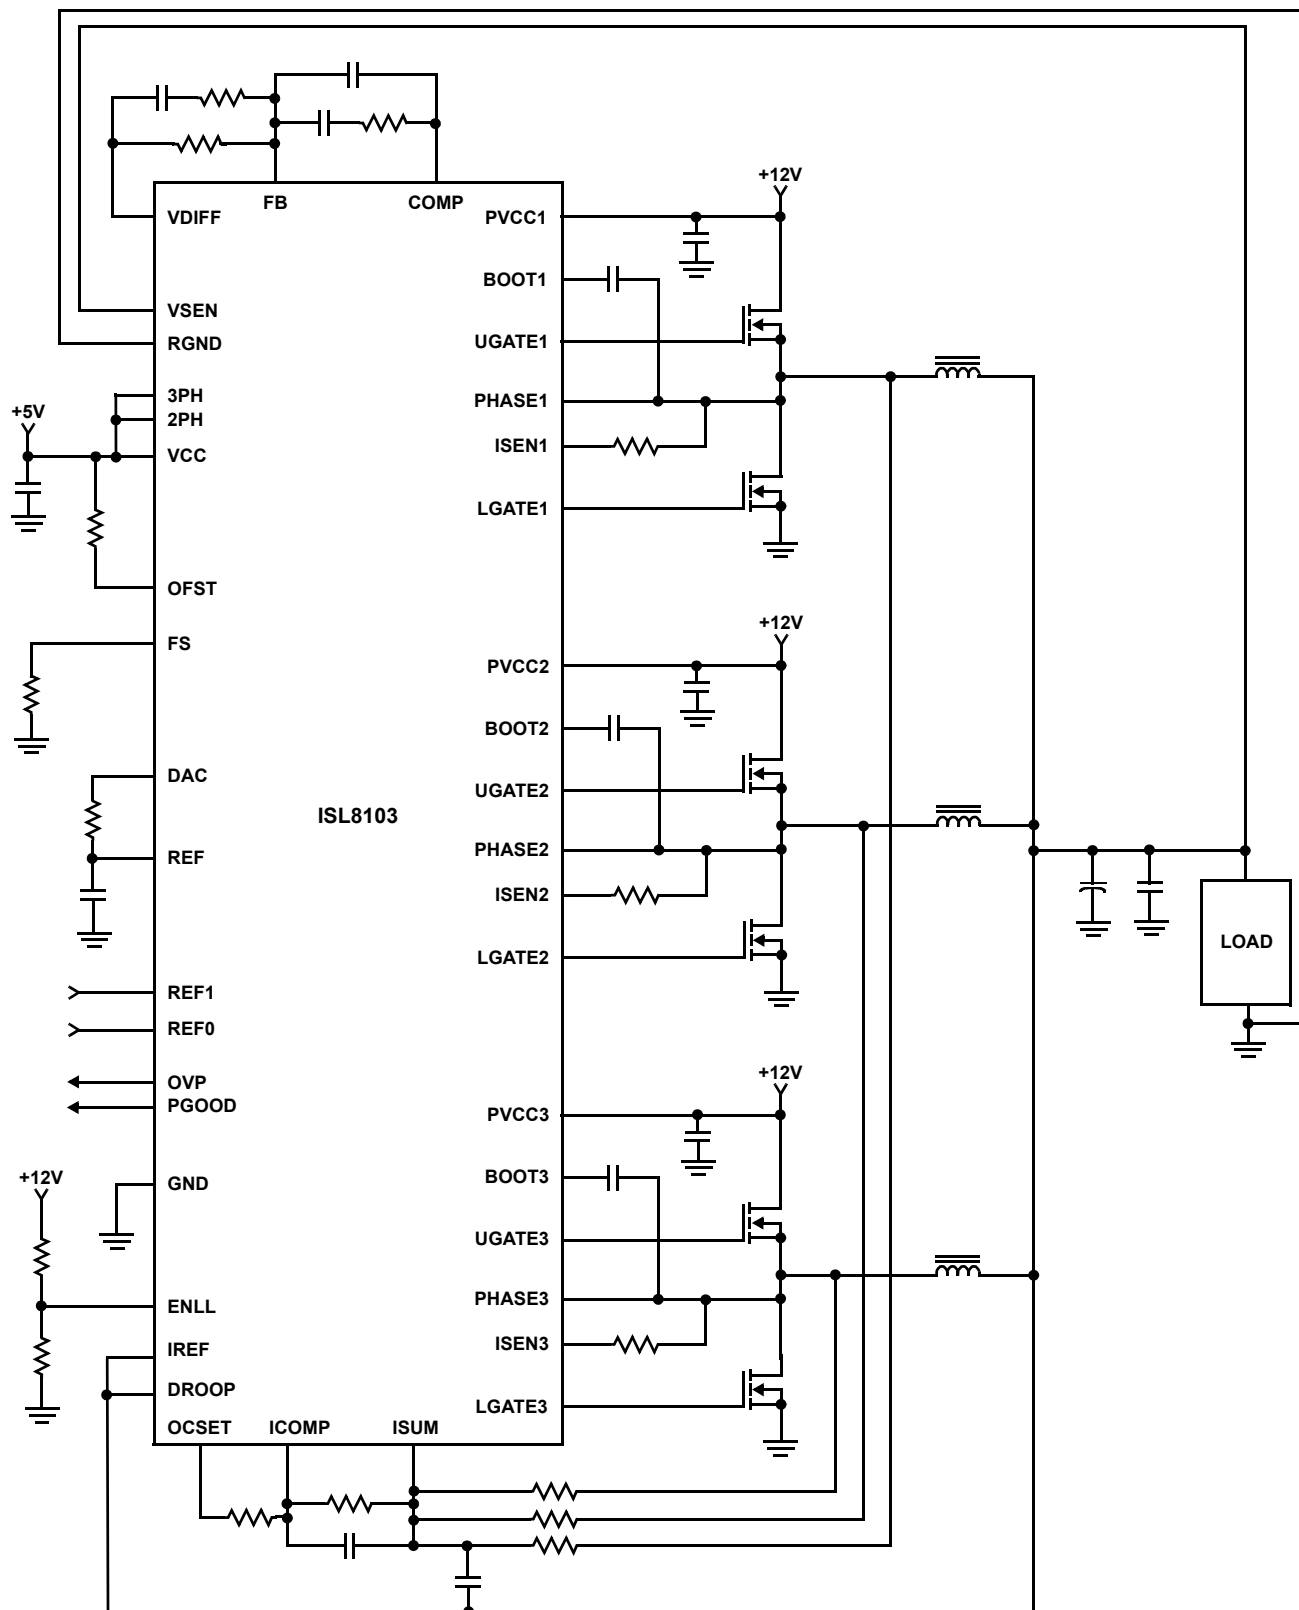 +12V
FB
COMP
VDIFF
PVCC1
BOOT1
VSEN
RGND
UGATE1
3PH
PHASE1
+5V
2PH
ISEN1
VCC
LGATE1
OFST
+12V
FS
PVCC2
BOOT2
DAC
UGATE2
ISL8103
PHASE2
REF
ISEN2
LOAD
LGATE2
REF1
REF0
+12V
OVP
PGOOD
PVCC3
+12V
BOOT3
GND
UGATE3
PHASE3
ENLL
ISEN3
IREF
DROOP
LGATE3
OCSET
ICOMP
ISUM